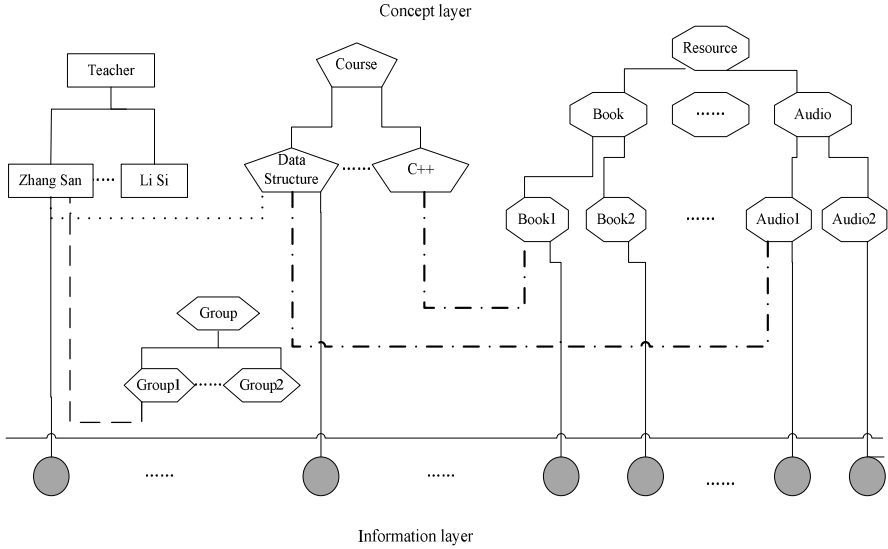 Concept layer
Teacher
Course
Resource
Book
......
Audio
Zhang San
....
Li Si
Data
Structure
......
C++
Book1
Book2
......
Audio1
Audio2
Group
Group1
......
Group2
......
......
......
Information layer